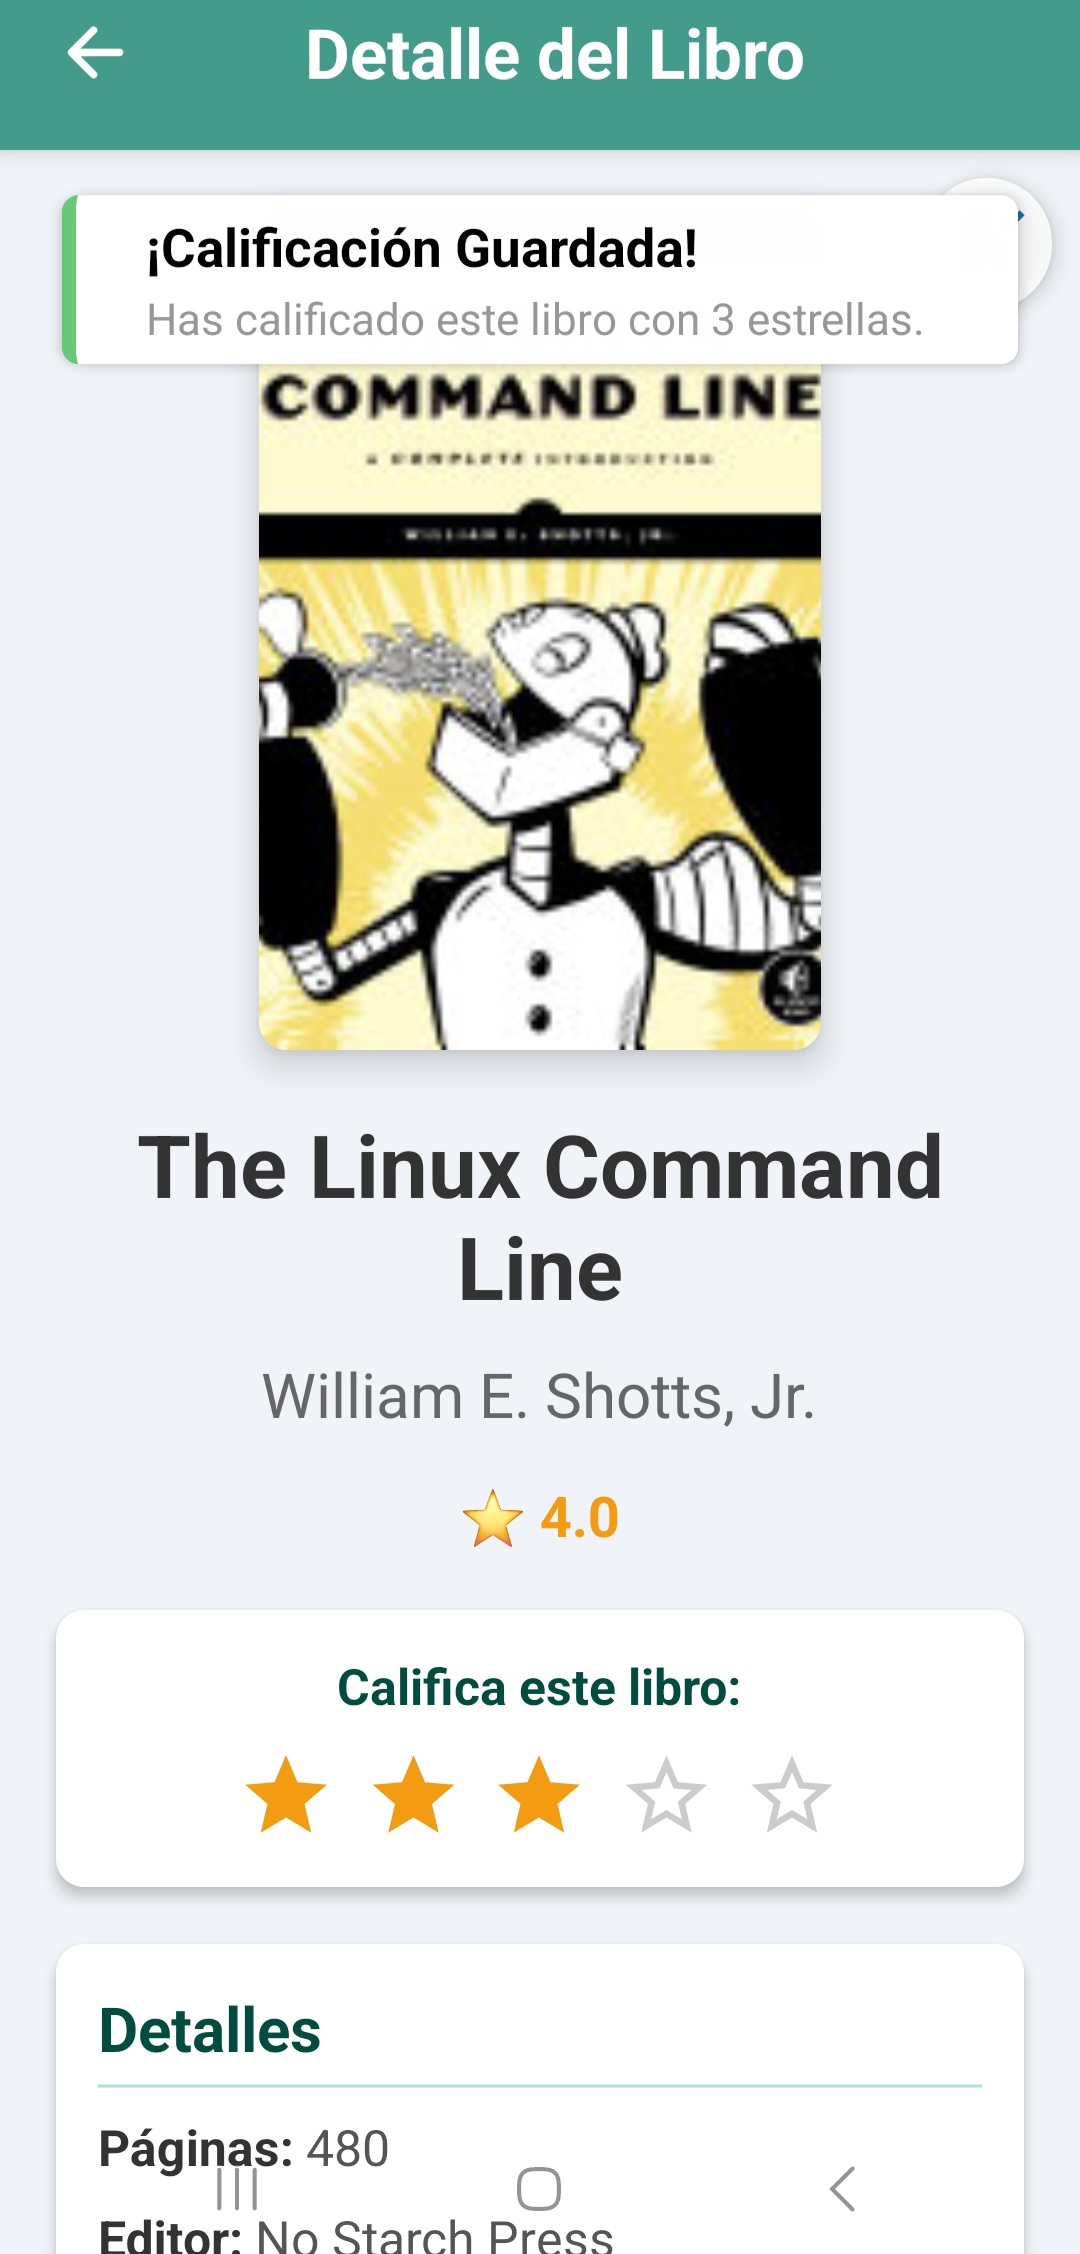 Detalle del Libro
¡Calificación Guardada!
Has calificado este libro con 3 estrellas.
COMMAND LINE
A COMPLETE INTRODUCTION
WILLIAM E. SHOTTS, JR.
The Linux Command
Line
William E. Shotts, Jr.
4.0
Califica este libro:
Detalles
Páginas: 480
Editor: No Starch Press